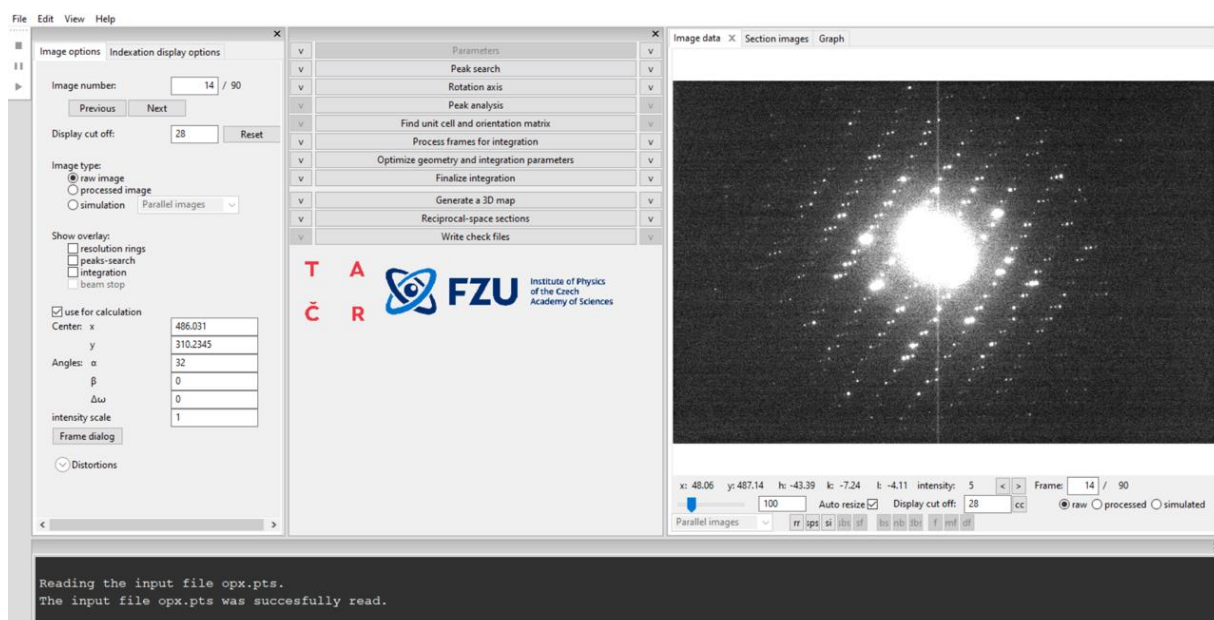 File Edit View Help
Image options Indexation display options
Image number: 14 / 90
Previous Next
Display cut off: 28 Reset
Image type:
raw image
processed image
simulation Parallel images
Show overlay:
resolution rings
peaks-search
integration
beam stop
use for calculation
Center: x 486.031
y 310.2345
Angles: α 32
β 0
Δω 0
intensity scale 1
Frame dialog
Distortions
v Parameters v
v Peak search v
v Rotation axis v
v Peak analysis v
v Find unit cell and orientation matrix v
v Process frames for integration v
v Optimize geometry and integration parameters v
v Finalize integration v
v Generate a 3D map v
v Reciprocal-space sections v
v Write check files v
T A
Č R
FZU
Institute of Physics
of the Czech
Academy of Sciences
Image data X Section images Graph
x: 48.06 y: 487.14 h: -43.39 k: -7.24 l: -4.11 intensity: 5 < > Frame: 14 / 90
100 Auto resize Display cut off: 28 cc raw processed simulated
Parallel images rr sps si sf bs nb f mf df
Reading the input file opx.pts.
The input file opx.pts was succesfully read.